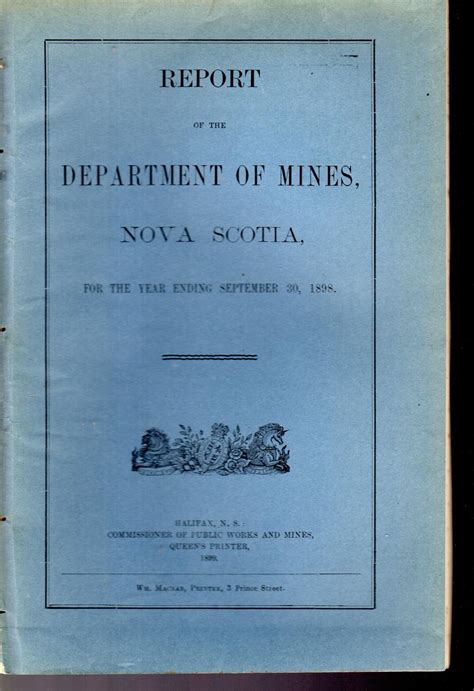 REPORT
OF THE
DEPARTMENT OF MINES,
NOVA SCOTIA,
FOR THE YEAR ENDING SEPTEMBER 30, 1898.
HALIFAX, N. S.:
COMMISSIONER OF PUBLIC WORKS AND MINES,
QUEEN'S PRINTER,
1899.
WM. MACNAB, PRINTER, 3 PRINCE STREET.